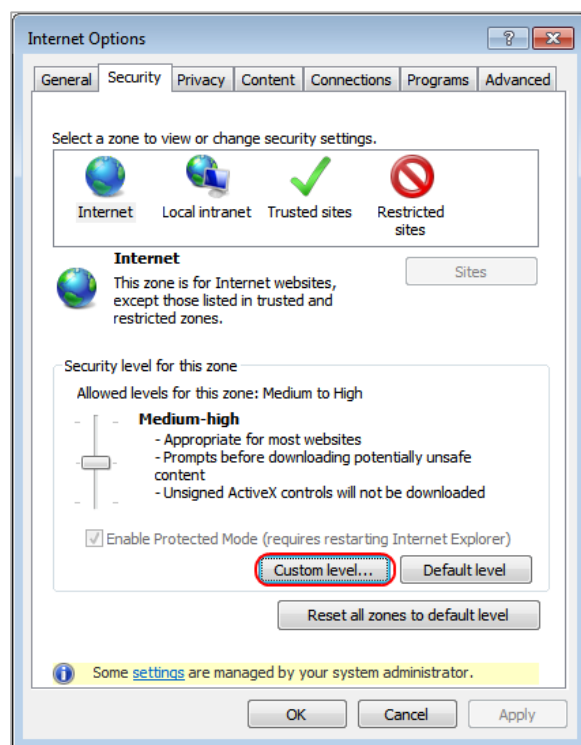 Internet Options
General Security Privacy Content Connections Programs Advanced
Select a zone to view or change security settings.
Internet Local intranet Trusted sites Restricted
sites
Internet
This zone is for Internet websites,
except those listed in trusted and
restricted zones.
Sites
Security level for this zone
Allowed levels for this zone: Medium to High
Medium-high
- Appropriate for most websites
- Prompts before downloading potentially unsafe
content
- Unsigned ActiveX controls will not be downloaded
Enable Protected Mode (requires restarting Internet Explorer)
Custom level... Default level
Reset all zones to default level
Some settings are managed by your system administrator.
OK Cancel Apply